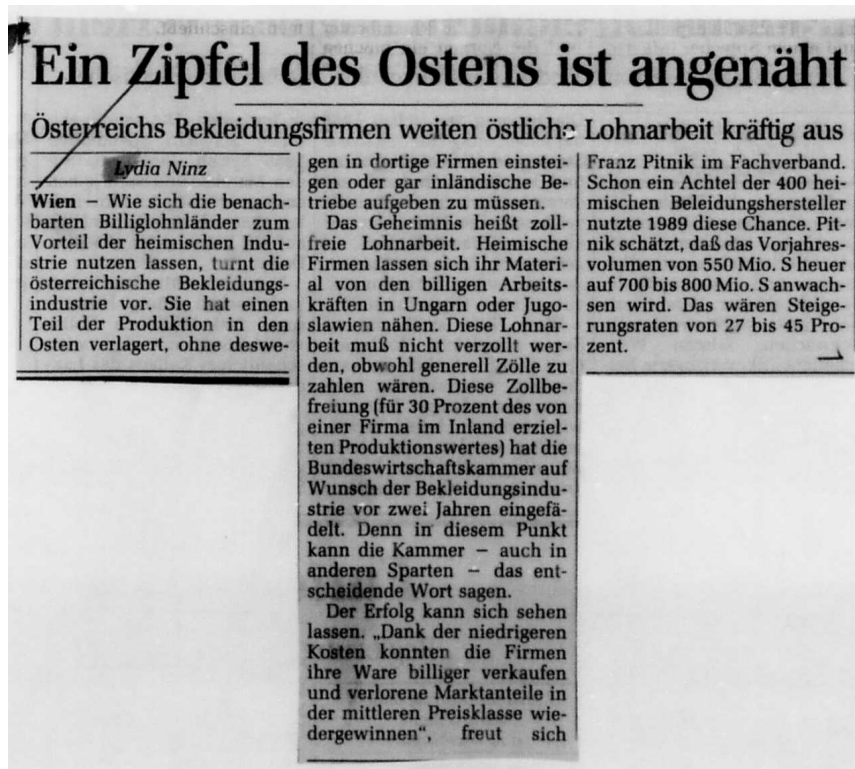 Ein Zipfel des Ostens ist angenäht
Österreichs Bekleidungsfirmen weiten östliche Lohnarbeit kräftig aus
Lydia Ninz
Wien – Wie sich die benach-
barten Billiglohnländer zum
Vorteil der heimischen Indu-
strie nutzen lassen, turnt die
österreichische Bekleidungs-
industrie vor. Sie hat einen
Teil der Produktion in den
Osten verlagert, ohne deswe-
gen in dortige Firmen einstei-
gen oder gar inländische Be-
triebe aufgeben zu müssen.
Das Geheimnis heißt zoll-
freie Lohnarbeit. Heimische
Firmen lassen sich ihr Materi-
al von den billigen Arbeits-
kräften in Ungarn oder Jugo-
slawien nähen. Diese Lohnar-
beit muß nicht verzollt wer-
den, obwohl generell Zölle zu
zahlen wären. Diese Zollbe-
freiung (für 30 Prozent des von
einer Firma im Inland erziel-
ten Produktionswertes) hat die
Bundeswirtschaftskammer auf
Wunsch der Bekleidungsindu-
strie vor zwei Jahren eingefä-
delt. Denn in diesem Punkt
kann die Kammer – auch in
anderen Sparten – das ent-
scheidende Wort sagen.
Der Erfolg kann sich sehen
lassen. „Dank der niedrigeren
Kosten konnten die Firmen
ihre Ware billiger verkaufen
und verlorene Marktanteile in
der mittleren Preisklasse wie-
dergewinnen“, freut sich
Franz Pitnik im Fachverband.
Schon ein Achtel der 400 hei-
mischen Beleidungshersteller
nutzte 1989 diese Chance. Pit-
nik schätzt, daß das Vorjahres-
volumen von 550 Mio. S heuer
auf 700 bis 800 Mio. S anwach-
sen wird. Das wären Steige-
rungsraten von 27 bis 45 Pro-
zent.